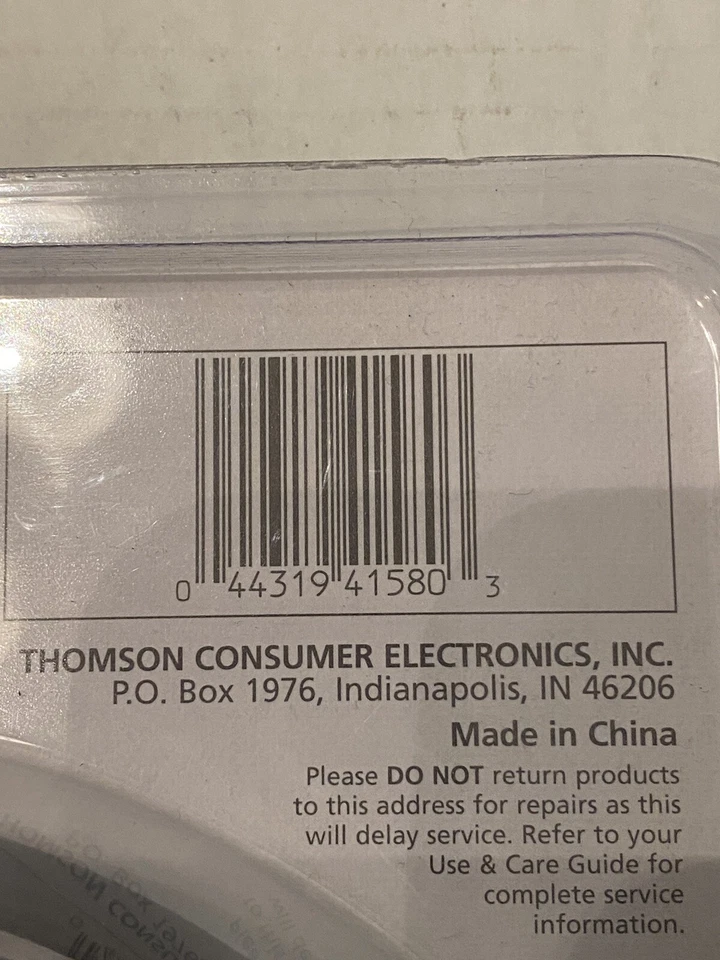 0 44319 41580 3
THOMSON CONSUMER ELECTRONICS, INC.
P.O. Box 1976, Indianapolis, IN 46206
Made in China
Please DO NOT return products
to this address for repairs as this
will delay service. Refer to your
Use & Care Guide for
complete service
information.